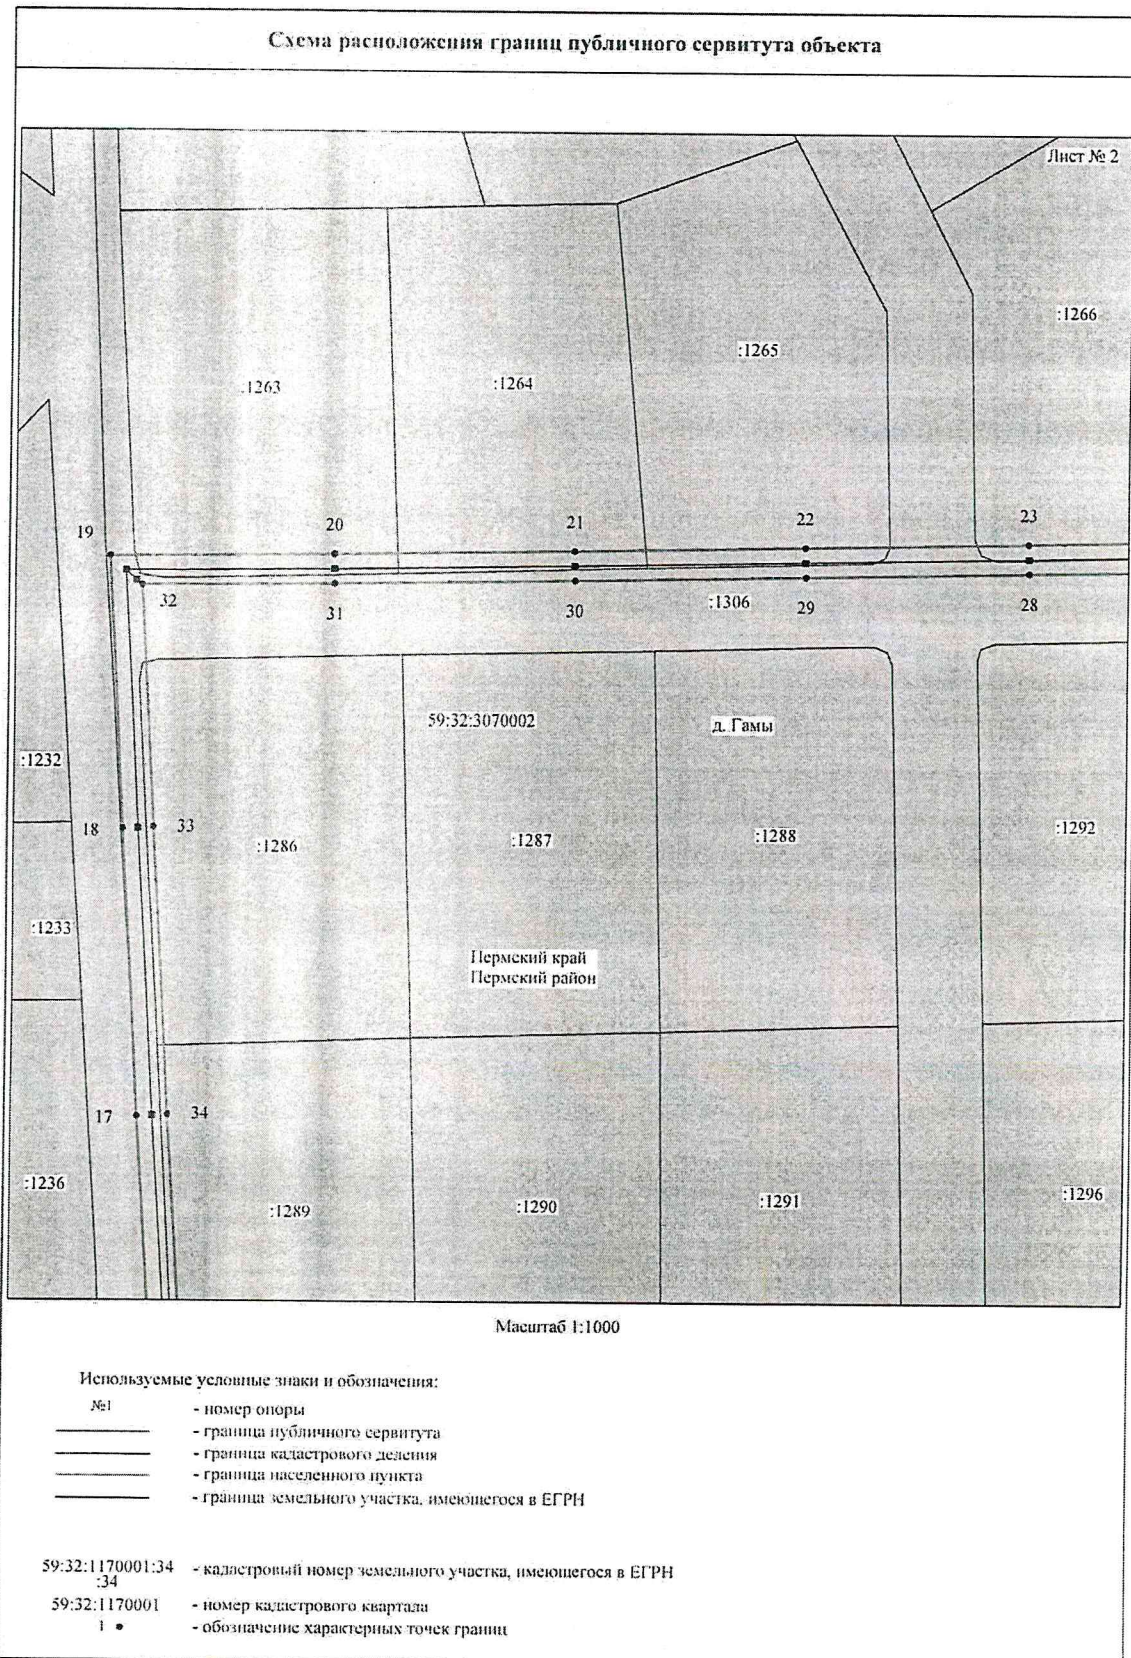 Схема расположения границ публичного сервитута объекта
Лист № 2
:1266
:1265
:1263
:1264
19
20
21
22
23
32
31
30
:1306
29
28
59:32:3070002
д. Гамы
:1232
18
33
:1286
:1287
:1288
:1292
:1233
Пермский край
Пермский район
17
34
:1236
:1289
:1290
:1291
:1296
Масштаб 1:1000
Используемые условные знаки и обозначения:
№1 - номер опоры
- граница публичного сервитута
- граница кадастрового деления
- граница населенного пункта
- граница земельного участка, имеющегося в ЕГРН
59:32:1170001:34 - кадастровый номер земельного участка, имеющегося в ЕГРН
:34
59:32:1170001 - номер кадастрового квартала
1 • - обозначение характерных точек границ